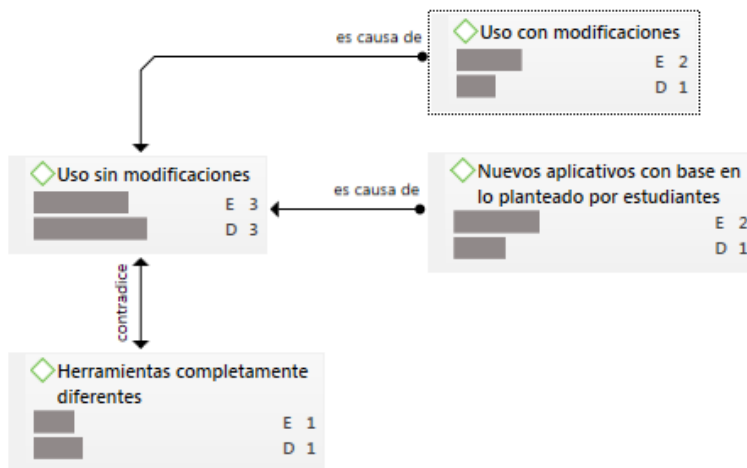 es causa de
Uso con modificaciones
E 2
D 1
Uso sin modificaciones
E 3
D 3
es causa de
Nuevos aplicativos con base en
lo planteado por estudiantes
E 2
D 1
contradice
Herramientas completamente
diferentes
E 1
D 1